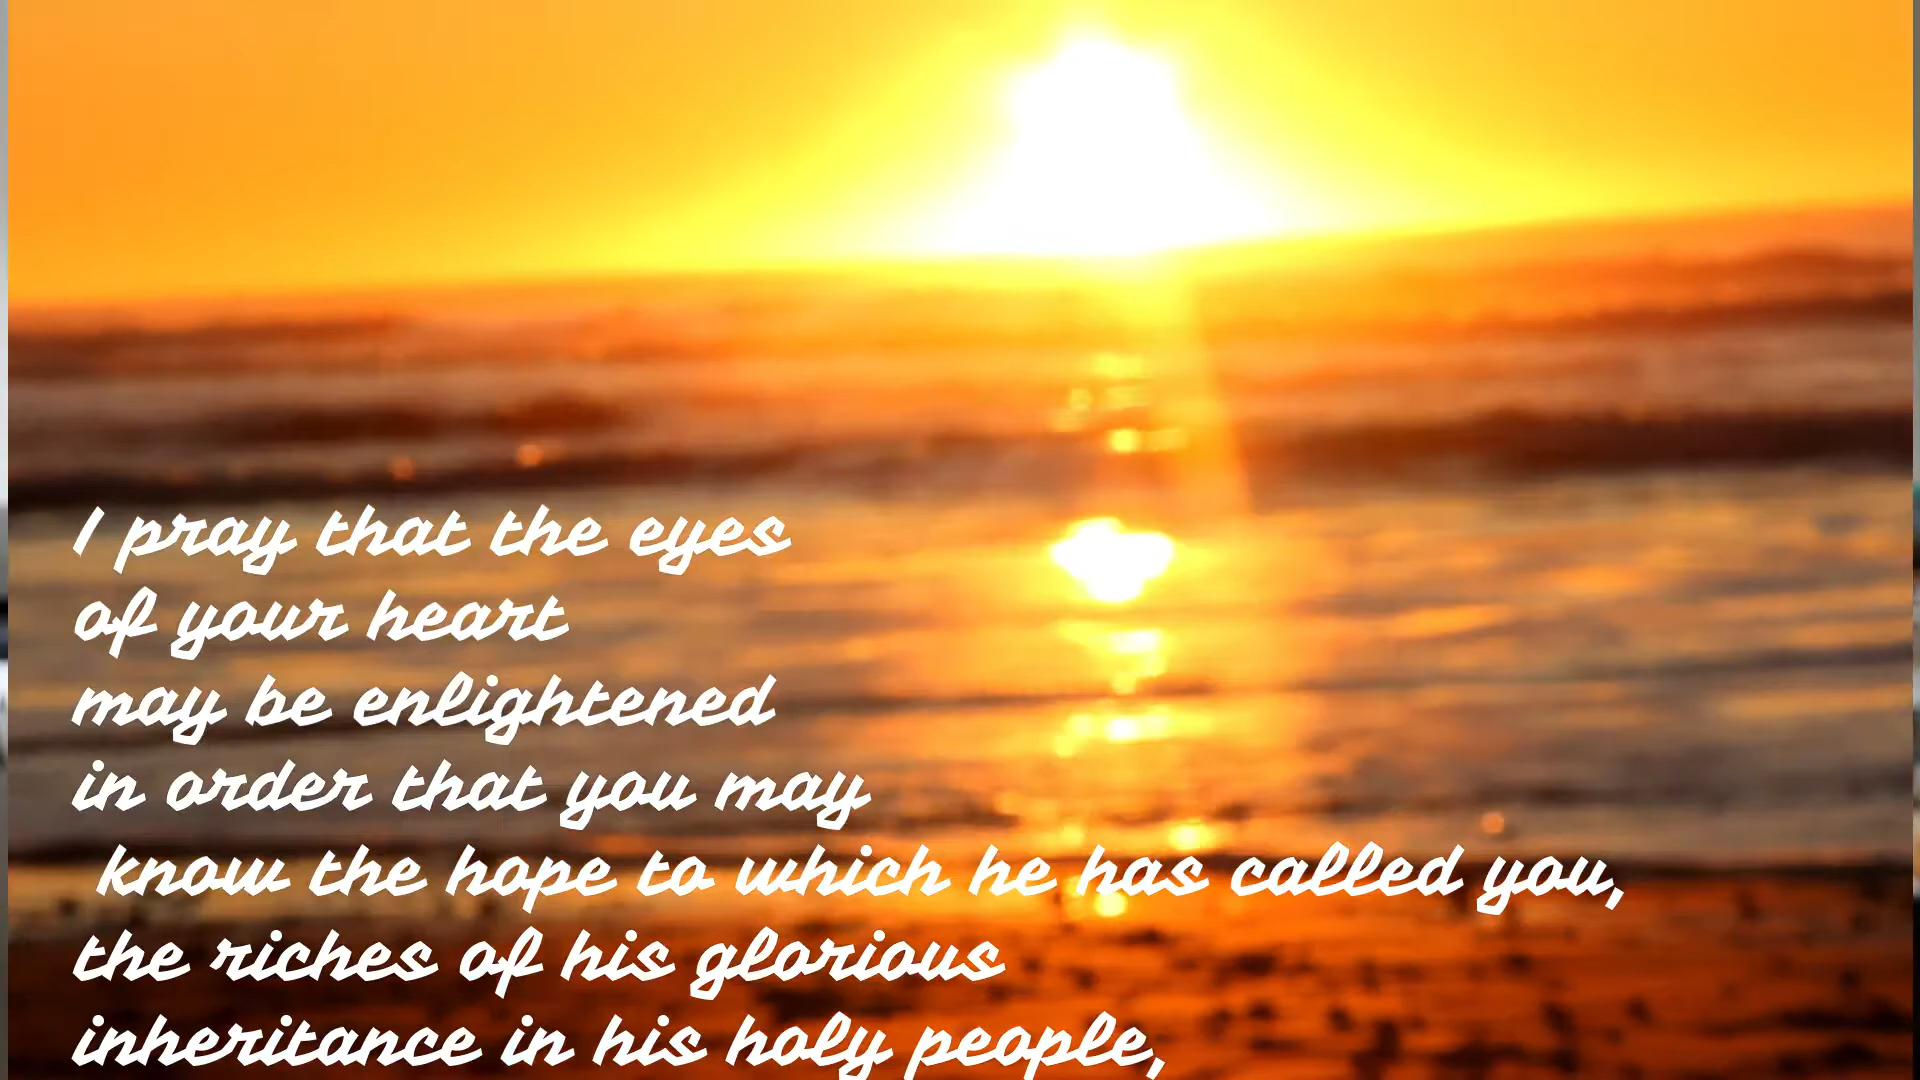 I pray that the eyes
of your heart
may be enlightened
in order that you may
know the hope to which he has called you,
the riches of his glorious
inheritance in his holy people,